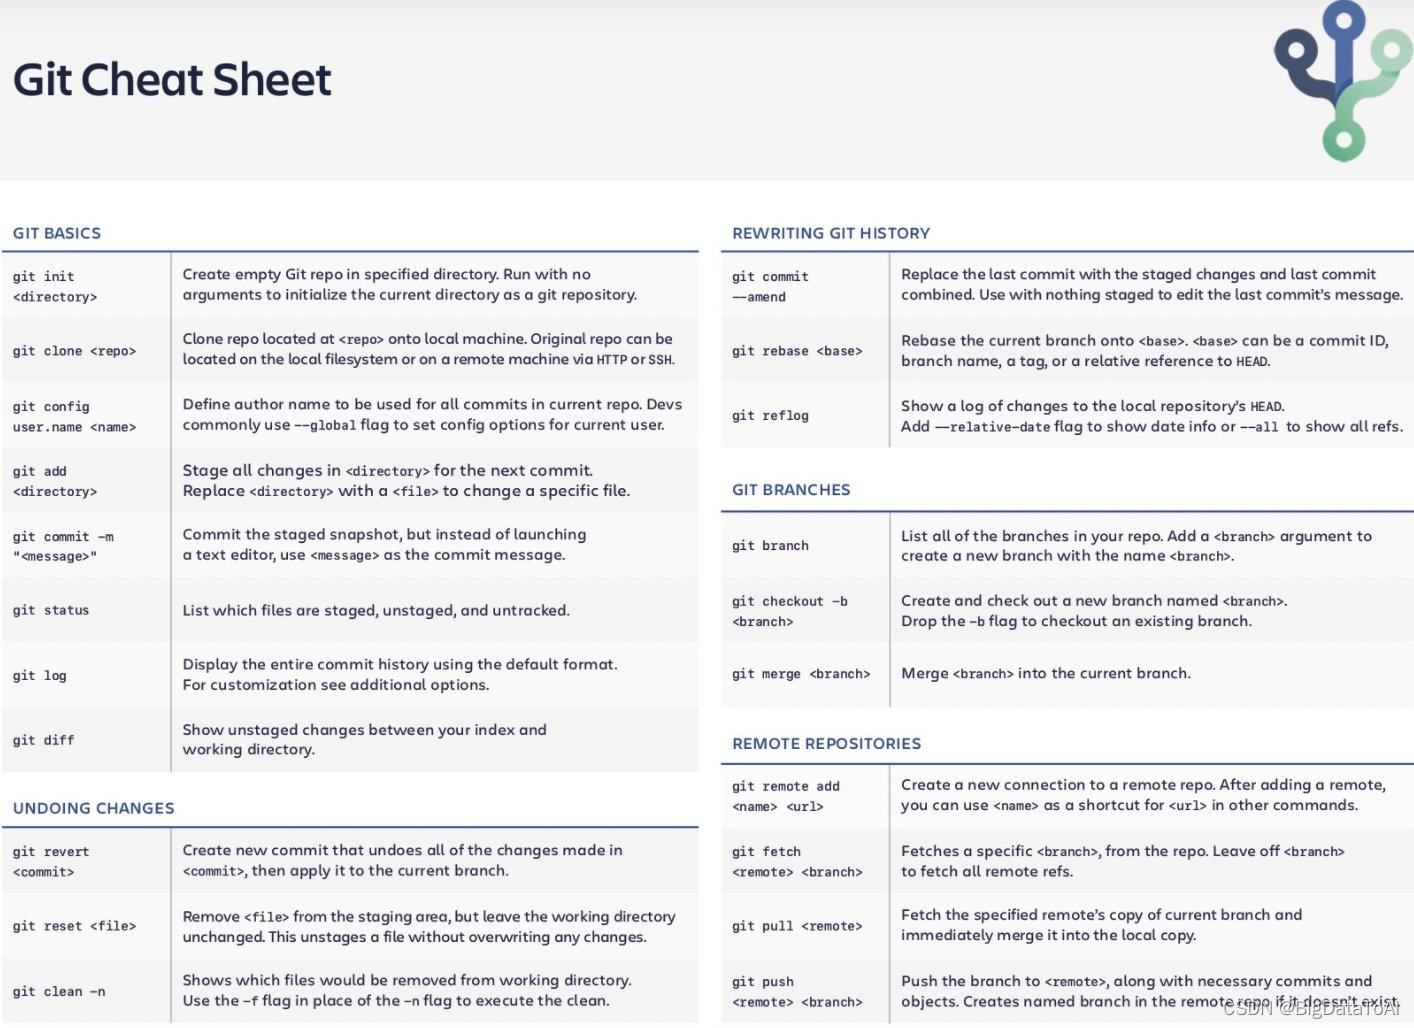 Git Cheat Sheet
GIT BASICS
git init
<directory>
Create empty Git repo in specified directory. Run with no
arguments to initialize the current directory as a git repository.
git clone <repo>
Clone repo located at <repo> onto local machine. Original repo can be
located on the local filesystem or on a remote machine via HTTP or SSH.
git config
user.name <name>
Define author name to be used for all commits in current repo. Devs
commonly use --global flag to set config options for current user.
git add
<directory>
Stage all changes in <directory> for the next commit.
Replace <directory> with a <file> to change a specific file.
git commit -m
"<message>"
Commit the staged snapshot, but instead of launching
a text editor, use <message> as the commit message.
git status
List which files are staged, unstaged, and untracked.
git log
Display the entire commit history using the default format.
For customization see additional options.
git diff
Show unstaged changes between your index and
working directory.
UNDOING CHANGES
git revert
<commit>
Create new commit that undoes all of the changes made in
<commit>, then apply it to the current branch.
git reset <file>
Remove <file> from the staging area, but leave the working directory
unchanged. This unstages a file without overwriting any changes.
git clean -n
Shows which files would be removed from working directory.
Use the -f flag in place of the -n flag to execute the clean.
REWRITING GIT HISTORY
git commit
--amend
Replace the last commit with the staged changes and last commit
combined. Use with nothing staged to edit the last commit's message.
git rebase <base>
Rebase the current branch onto <base>. <base> can be a commit ID,
branch name, a tag, or a relative reference to HEAD.
git reflog
Show a log of changes to the local repository's HEAD.
Add --relative-date flag to show date info or --all to show all refs.
GIT BRANCHES
git branch
List all of the branches in your repo. Add a <branch> argument to
create a new branch with the name <branch>.
git checkout -b
<branch>
Create and check out a new branch named <branch>.
Drop the -b flag to checkout an existing branch.
git merge <branch>
Merge <branch> into the current branch.
REMOTE REPOSITORIES
git remote add
<name> <url>
Create a new connection to a remote repo. After adding a remote,
you can use <name> as a shortcut for <url> in other commands.
git fetch
<remote> <branch>
Fetches a specific <branch>, from the repo. Leave off <branch>
to fetch all remote refs.
git pull <remote>
Fetch the specified remote's copy of current branch and
immediately merge it into the local copy.
git push
<remote> <branch>
Push the branch to <remote>, along with necessary commits and
objects. Creates named branch in the remote repo if it doesn't exist.
CSDN @BigDataToAI